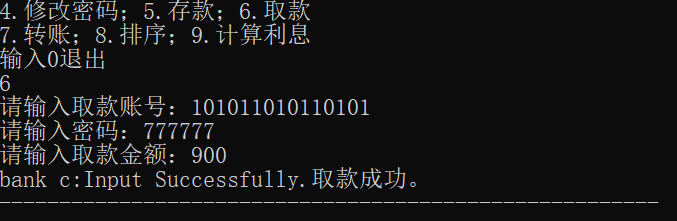 4.修改密码；5.存款；6.取款
7.转账；8.排序；9.计算利息
输入0退出
6
请输入取款账号：101011010110101
请输入密码：777777
请输入取款金额：900
bank c:Input Successfully.取款成功。
-------------------------------------------------------